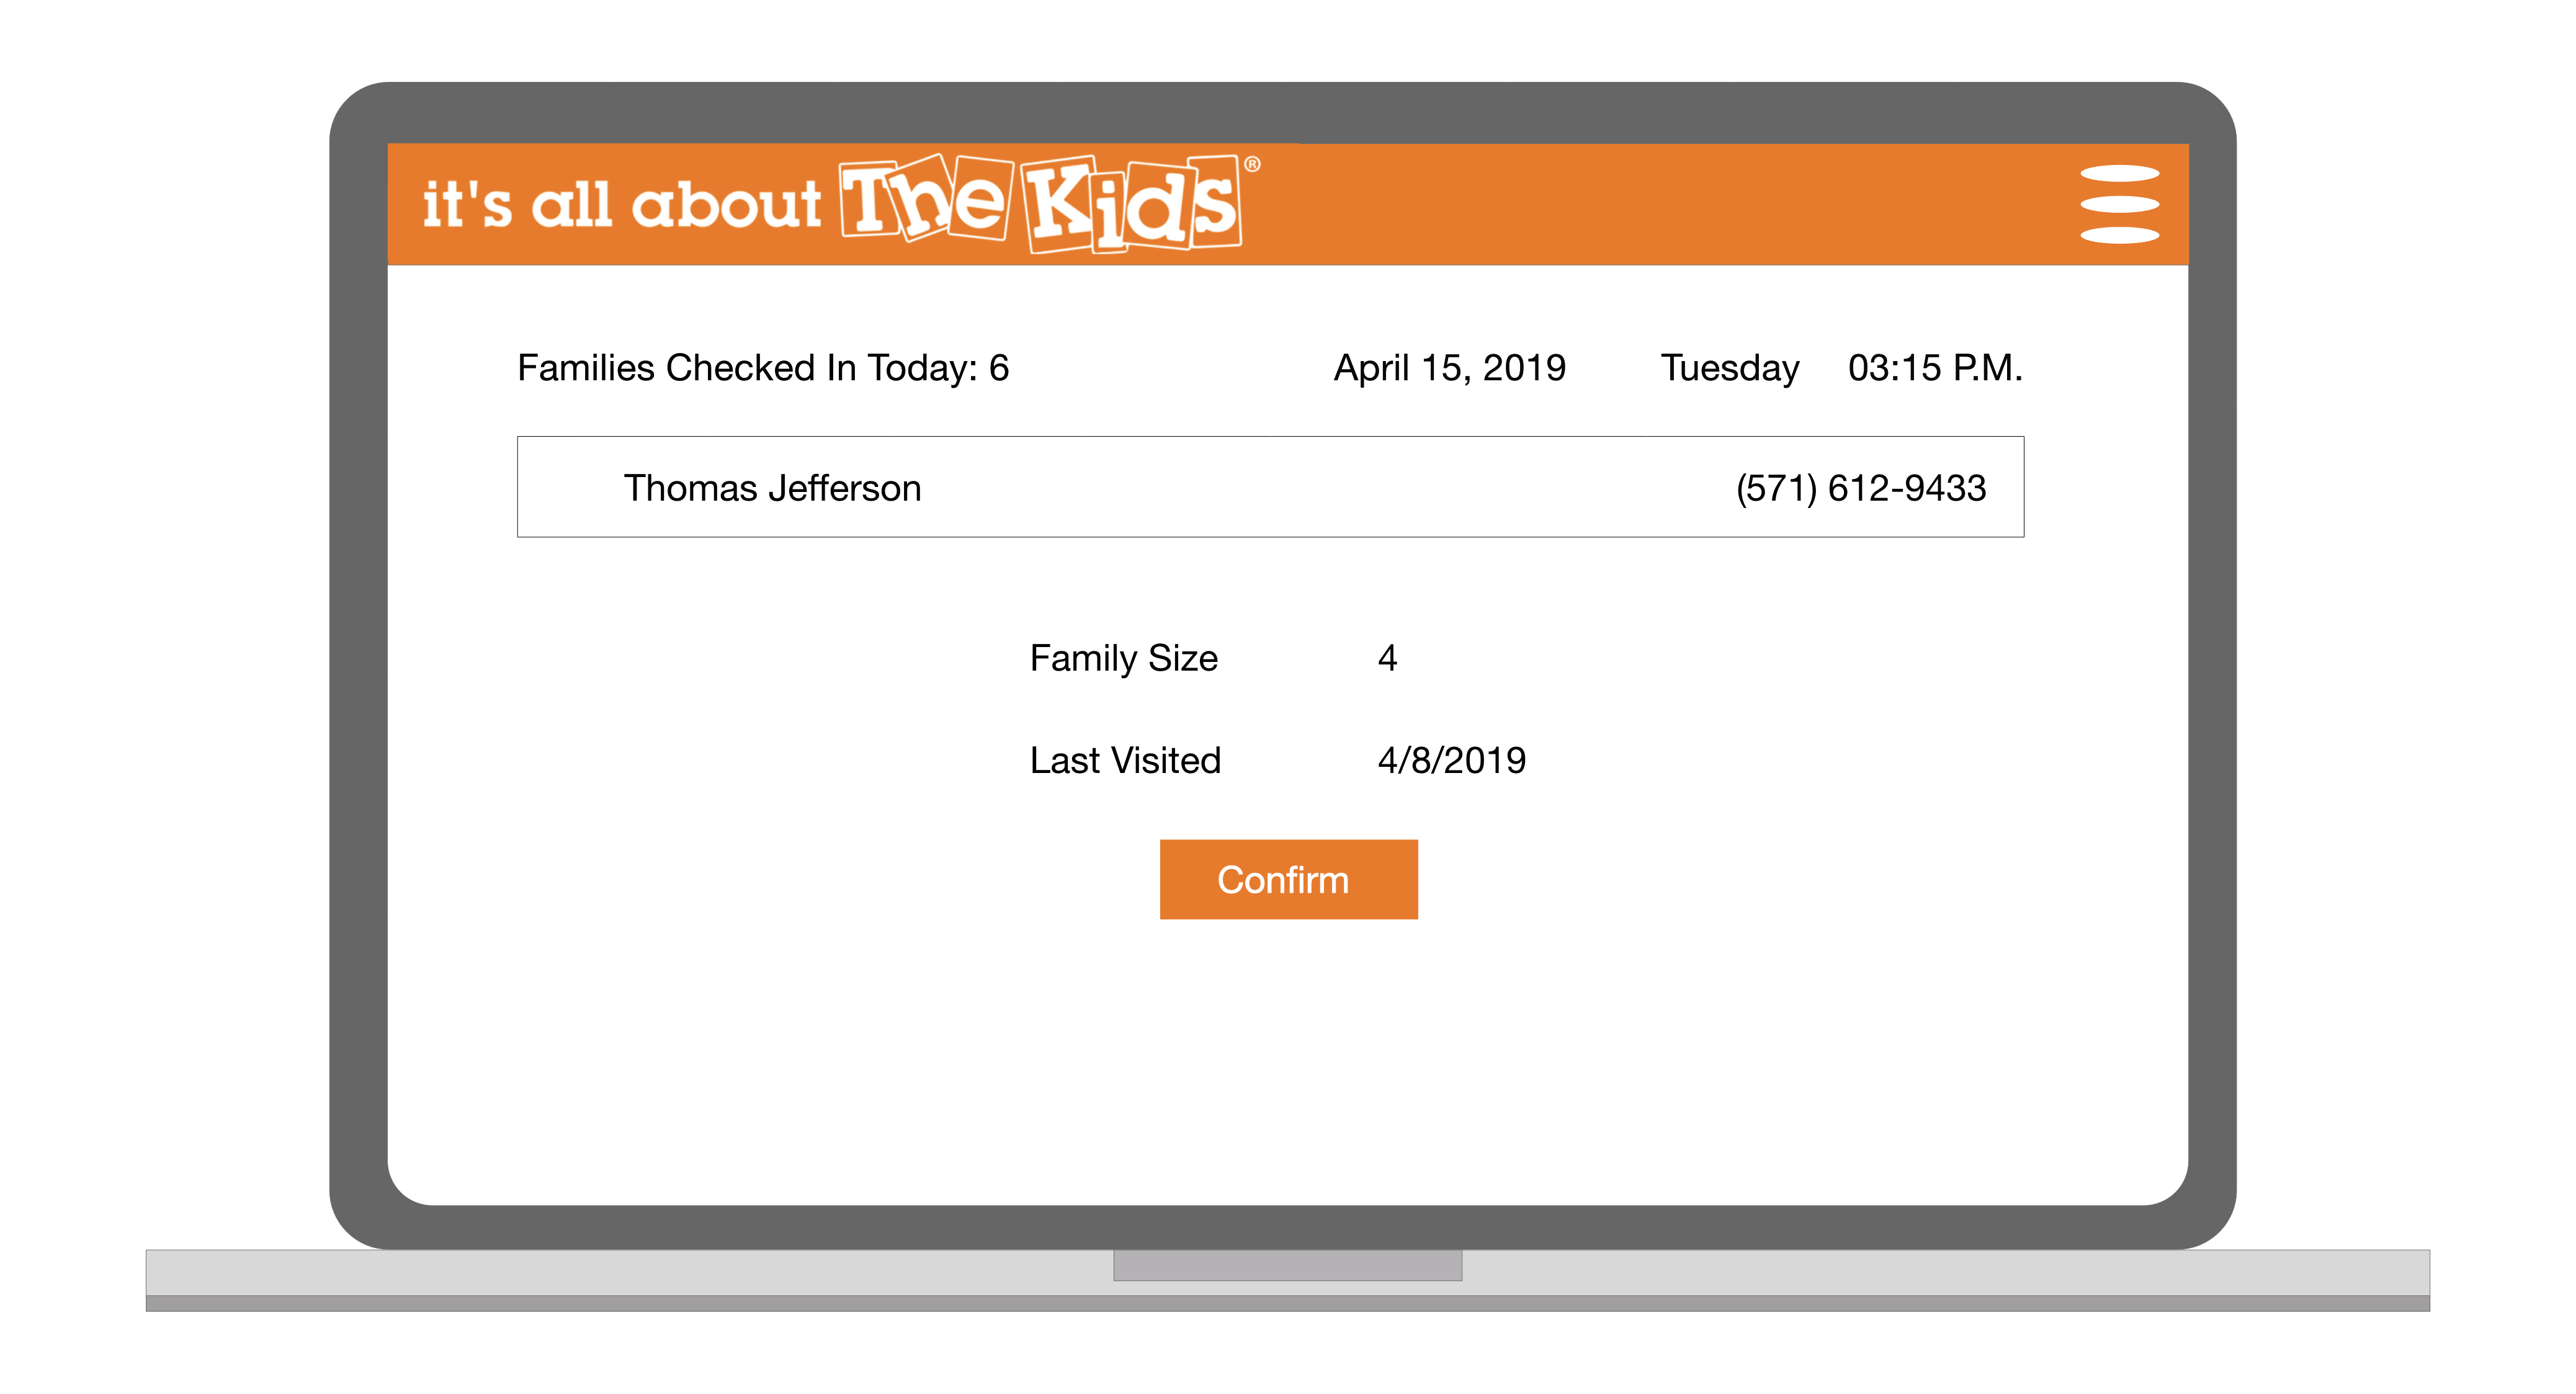 it's all about The Kids®
Families Checked In Today: 6 April 15, 2019 Tuesday 03:15 P.M.
Thomas Jefferson (571) 612-9433
Family Size 4
Last Visited 4/8/2019
Confirm